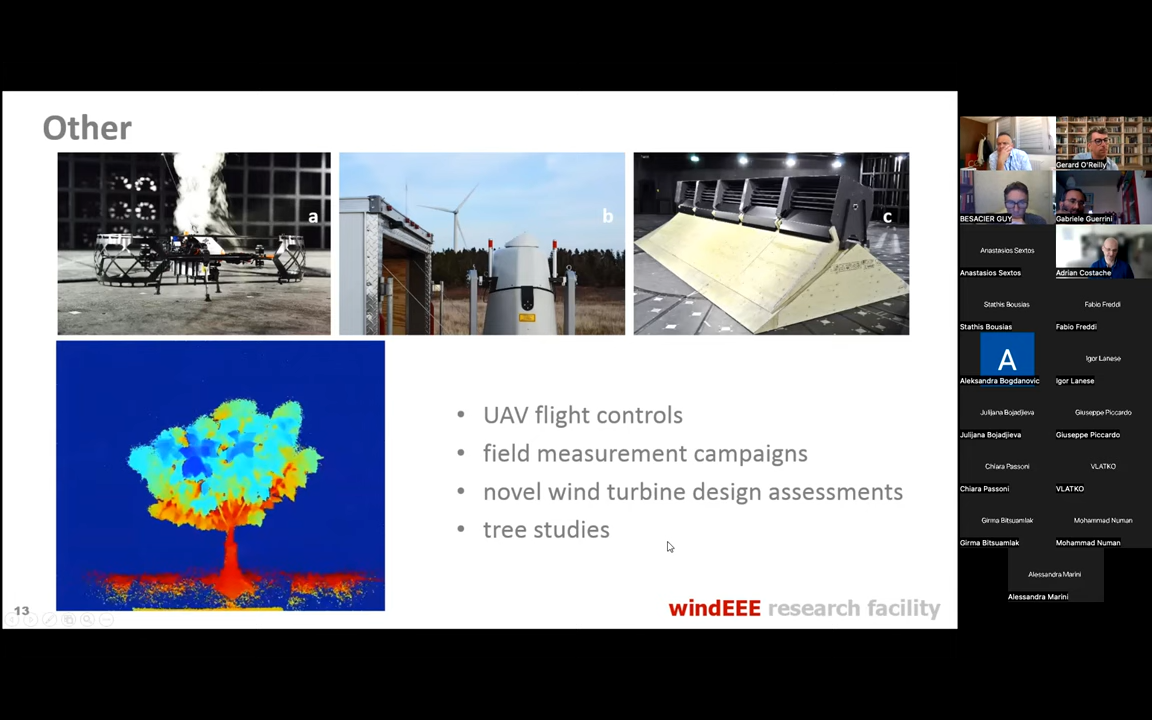 Other
a
b
c
• UAV flight controls
• field measurement campaigns
• novel wind turbine design assessments
• tree studies
13
windEEE research facility
Gerard O'Reilly
BESACIER GUY
Gabriele Guerrini
Anastasios Sextos
Anastasios Sextos
Adrian Costache
Stathis Bousias
Fabio Freddi
Stathis Bousias
Fabio Freddi
A
Igor Lanese
Aleksandra Bogdanovic
Igor Lanese
Julijana Bojadjieva
Giuseppe Piccardo
Julijana Bojadjieva
Giuseppe Piccardo
Chiara Passoni
VLATKO
Chiara Passoni
VLATKO
Girma Bitsuamlak
Mohammad Numan
Girma Bitsuamlak
Mohammad Numan
Alessandra Marini
Alessandra Marini